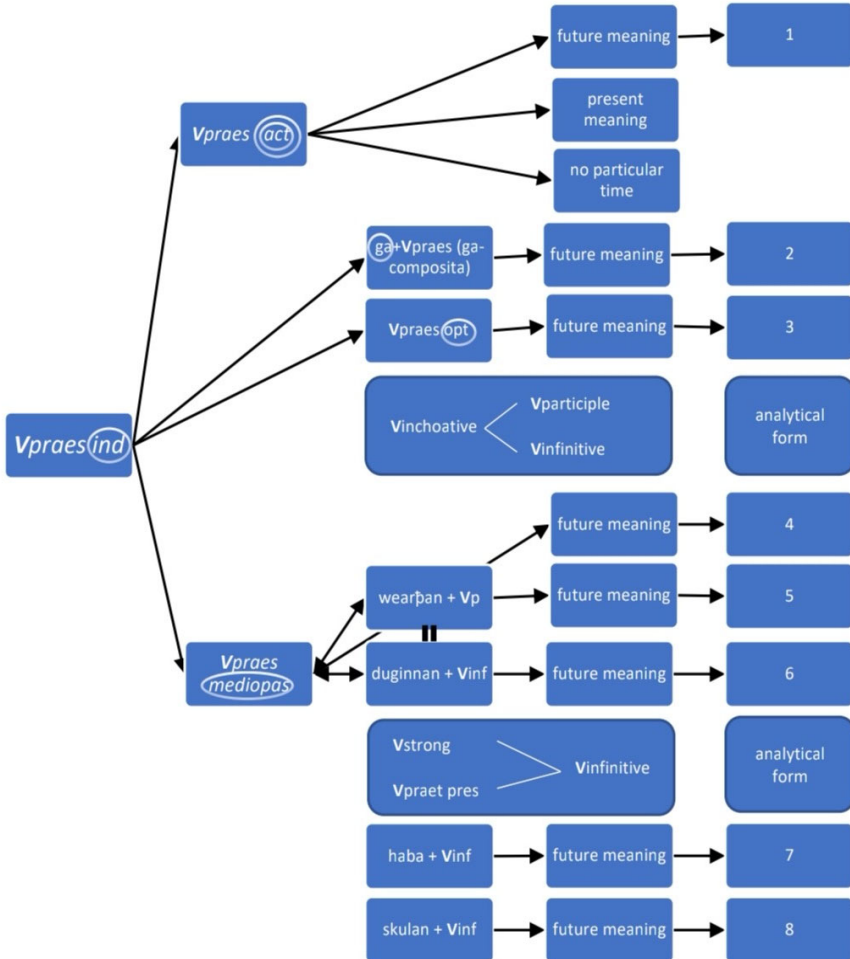 future meaning
1
Vpraes act
present
meaning
no particular
time
ga+Vpraes (ga-
composita)
future meaning
2
Vpraes opt
future meaning
3
Vinchoative
Vparticiple
Vinfinitive
analytical
form
Vpraes ind
future meaning
4
wearþan + Vp
future meaning
5
Vpraes
mediopas
duginnan + Vinf
future meaning
6
Vstrong
Vpraet pres
Vinfinitive
analytical
form
haba + Vinf
future meaning
7
skulan + Vinf
future meaning
8